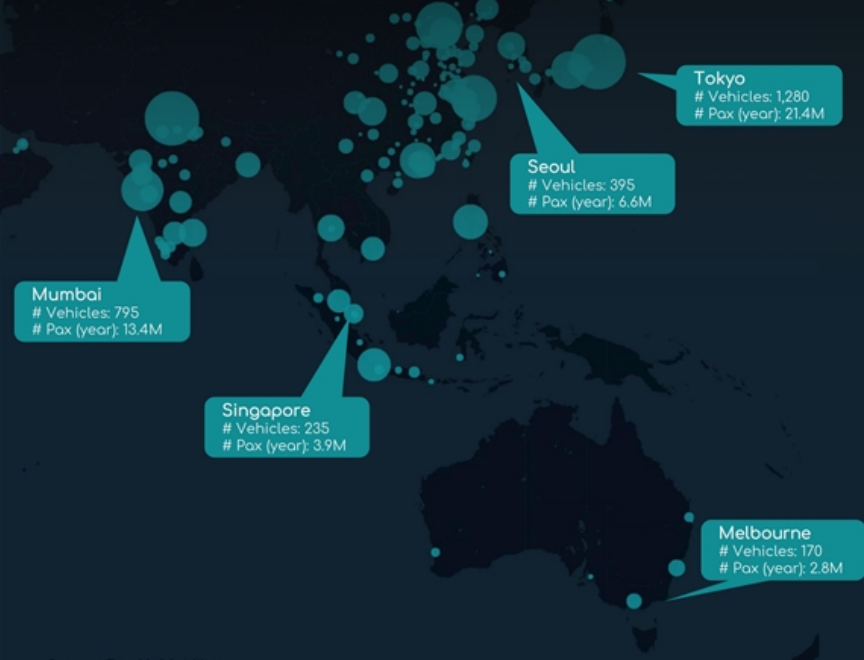 Tokyo
# Vehicles: 1,280
# Pax (year): 21.4M
Seoul
# Vehicles: 395
# Pax (year): 6.6M
Mumbai
# Vehicles: 795
# Pax (year): 13.4M
Singapore
# Vehicles: 235
# Pax (year): 3.9M
Melbourne
# Vehicles: 170
# Pax (year): 2.8M